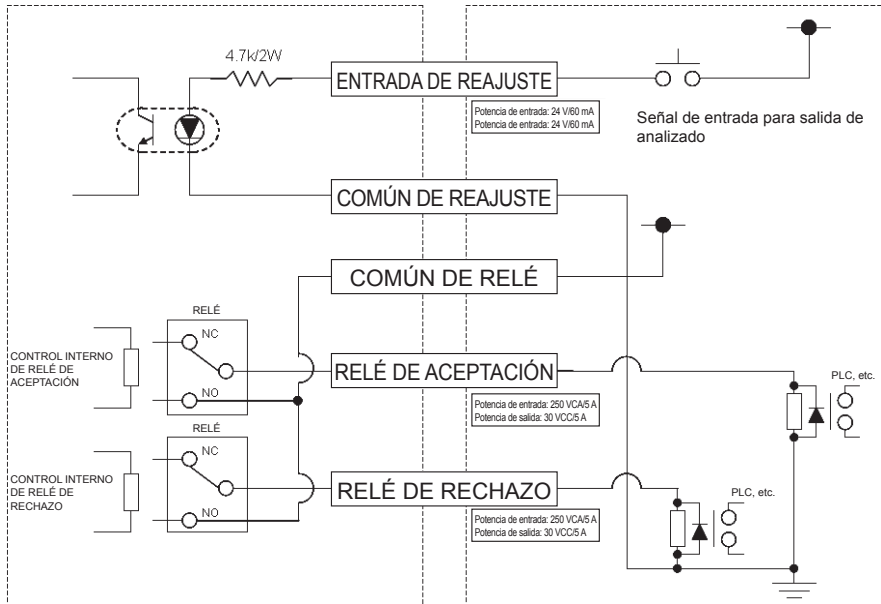 4.7k/2W
ENTRADA DE REAJUSTE
Potencia de entrada: 24 V/60 mA
Potencia de entrada: 24 V/60 mA
Señal de entrada para salida de
analizado
COMÚN DE REAJUSTE
COMÚN DE RELÉ
RELÉ
NC
NO
CONTROL INTERNO
DE RELÉ DE
ACEPTACIÓN
RELÉ DE ACEPTACIÓN
Potencia de entrada: 250 VCA/5 A
Potencia de salida: 30 VCC/5 A
PLC, etc.
RELÉ
NC
NO
CONTROL INTERNO
DE RELÉ DE
RECHAZO
RELÉ DE RECHAZO
Potencia de entrada: 250 VCA/5 A
Potencia de salida: 30 VCC/5 A
PLC, etc.